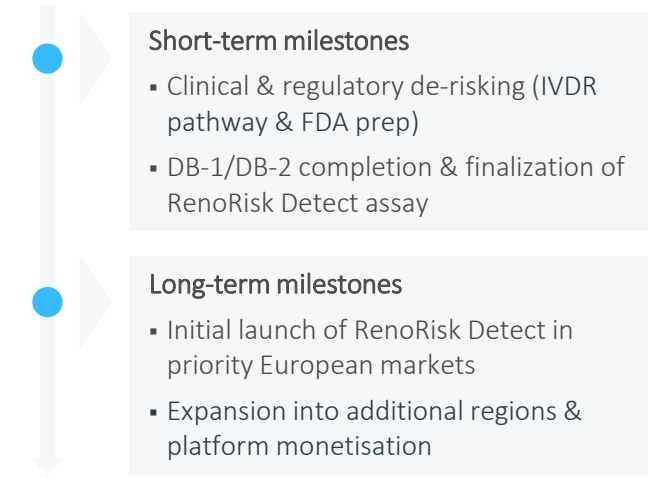 Short-term milestones
▪ Clinical & regulatory de-risking (IVDR
pathway & FDA prep)
▪ DB-1/DB-2 completion & finalization of
RenoRisk Detect assay
Long-term milestones
▪ Initial launch of RenoRisk Detect in
priority European markets
▪ Expansion into additional regions &
platform monetisation